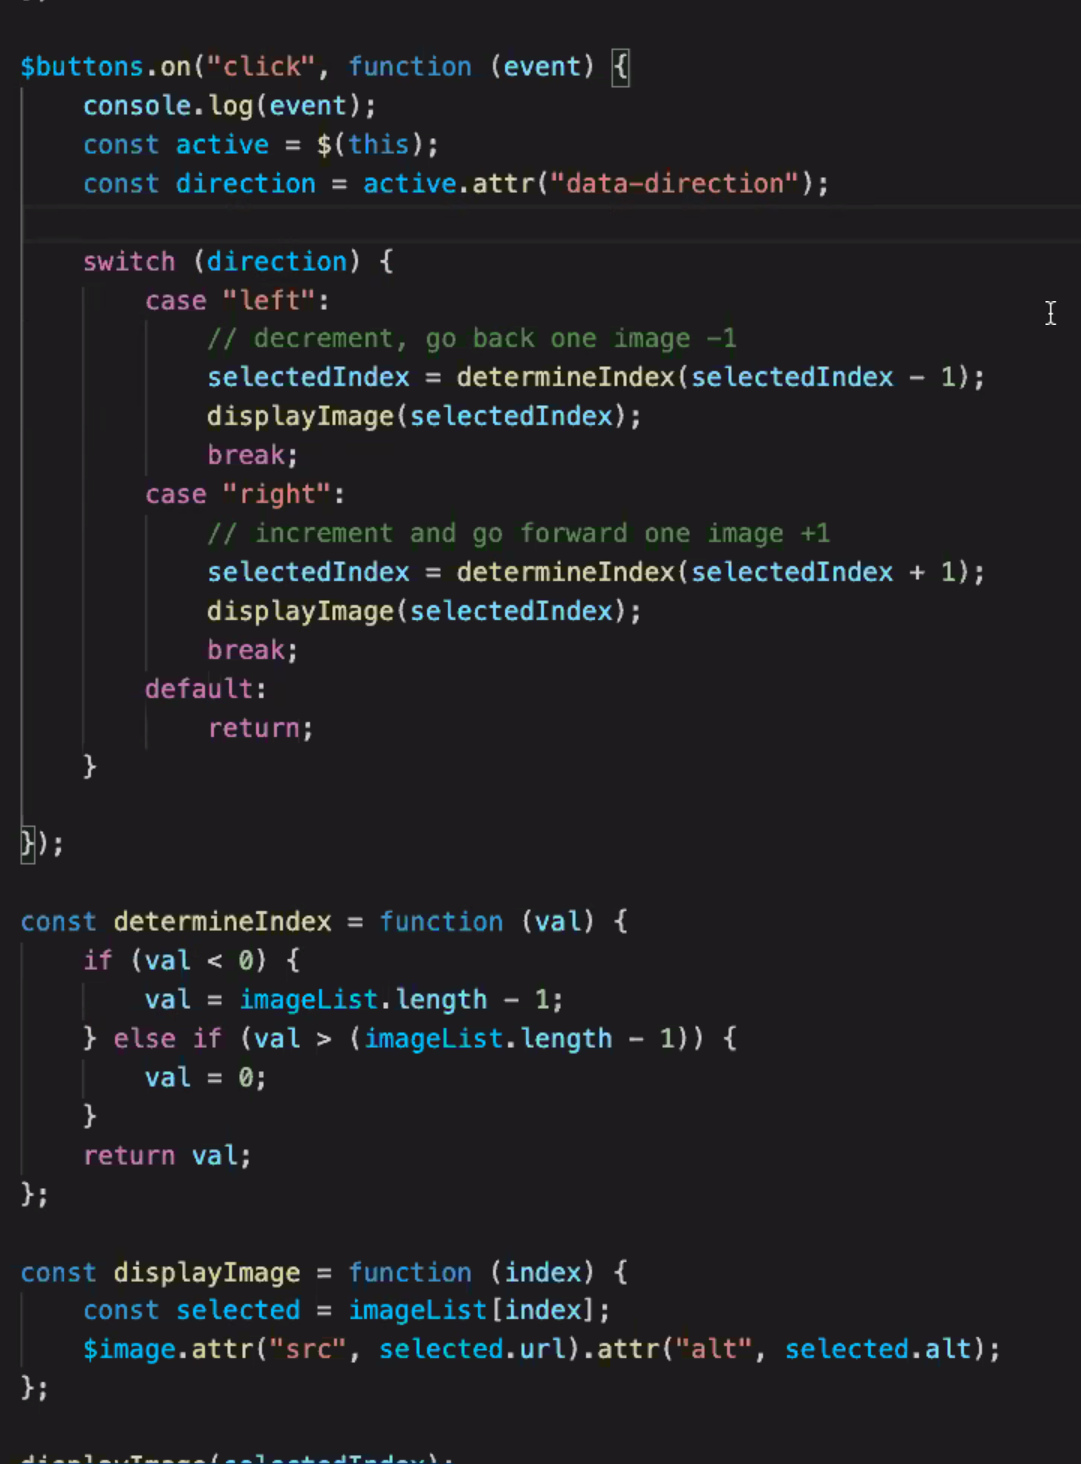 $buttons.on("click", function (event) {
    console.log(event);
    const active = $(this);
    const direction = active.attr("data-direction");
    switch (direction) {
        case "left":
            // decrement, go back one image -1
            selectedIndex = determineIndex(selectedIndex - 1);
            displayImage(selectedIndex);
            break;
        case "right":
            // increment and go forward one image +1
            selectedIndex = determineIndex(selectedIndex + 1);
            displayImage(selectedIndex);
            break;
        default:
            return;
    }
});
const determineIndex = function (val) {
    if (val < 0) {
        val = imageList.length - 1;
    } else if (val > (imageList.length - 1)) {
        val = 0;
    }
    return val;
};
const displayImage = function (index) {
    const selected = imageList[index];
    $image.attr("src", selected.url).attr("alt", selected.alt);
};
displayImage(selectedIndex);